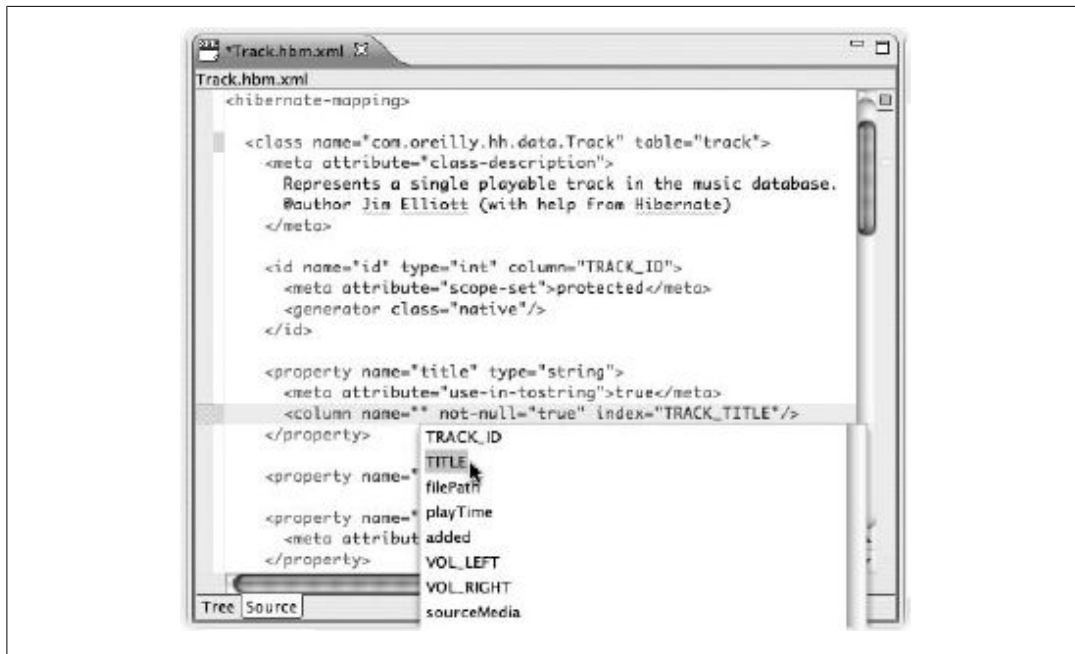 *Track.hbm.xml
Track.hbm.xml
<hibernate-mapping>
<class name="com.oreilly.hh.data.Track" table="track">
<meta attribute="class-description">
Represents a single playable track in the music database.
@author Jim Elliott (with help from Hibernate)
</meta>
<id name="id" type="int" column="TRACK_ID">
<meta attribute="scope-set">protected</meta>
<generator class="native"/>
</id>
<property name="title" type="string">
<meta attribute="use-in-tostring">true</meta>
<column name="" not-null="true" index="TRACK_TITLE"/>
</property>
TRACK_ID
TITLE
<property name="
filePath
<property name="
playTime
<meta attribut
added
</property>
VOL_LEFT
VOL_RIGHT
Tree Source
sourceMedia